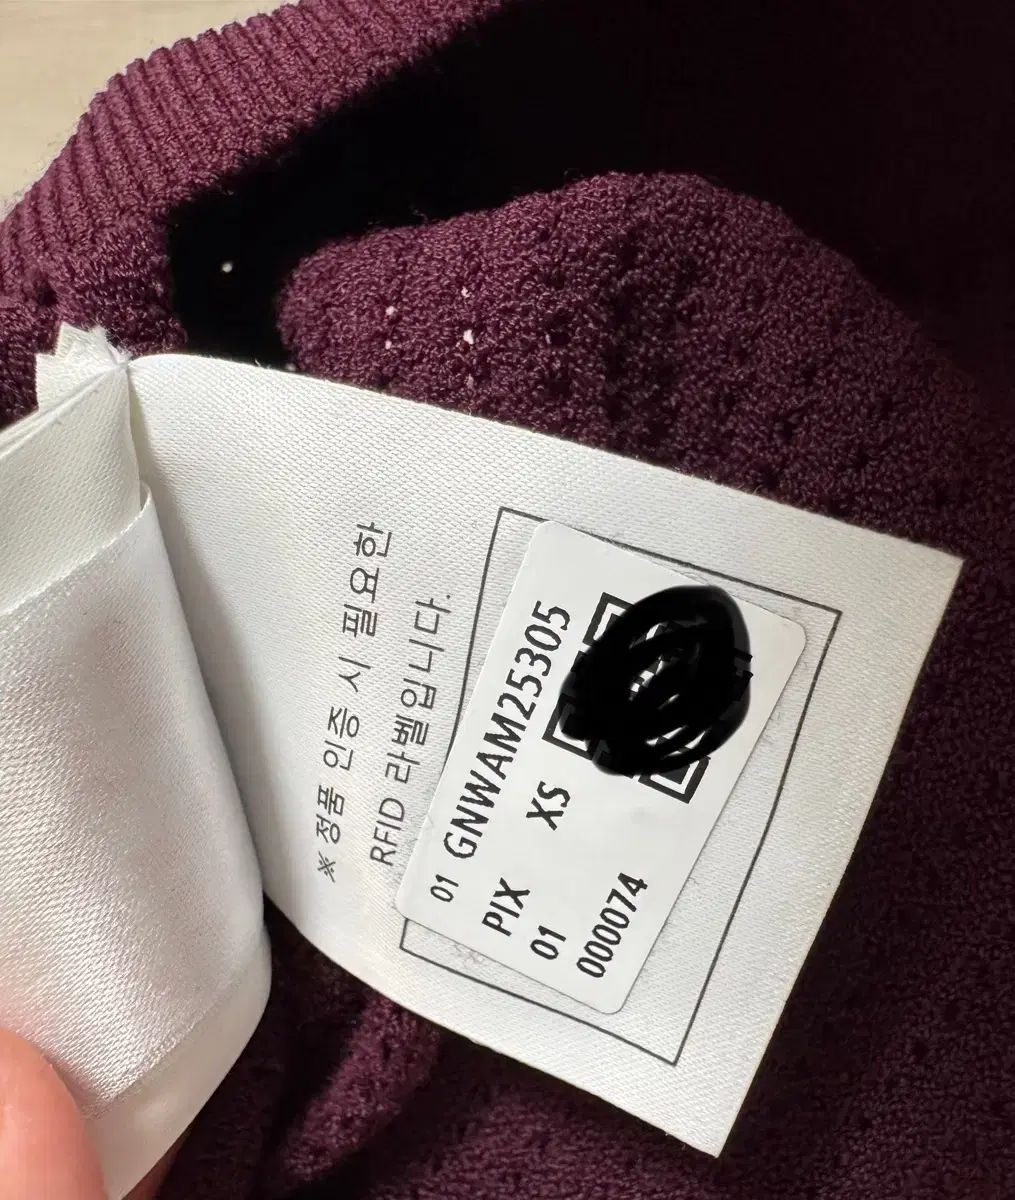 ※ 정품 인증 시 필요한
RFID 라벨입니다.
01 GNWAM25305
PIX XS
01
000074